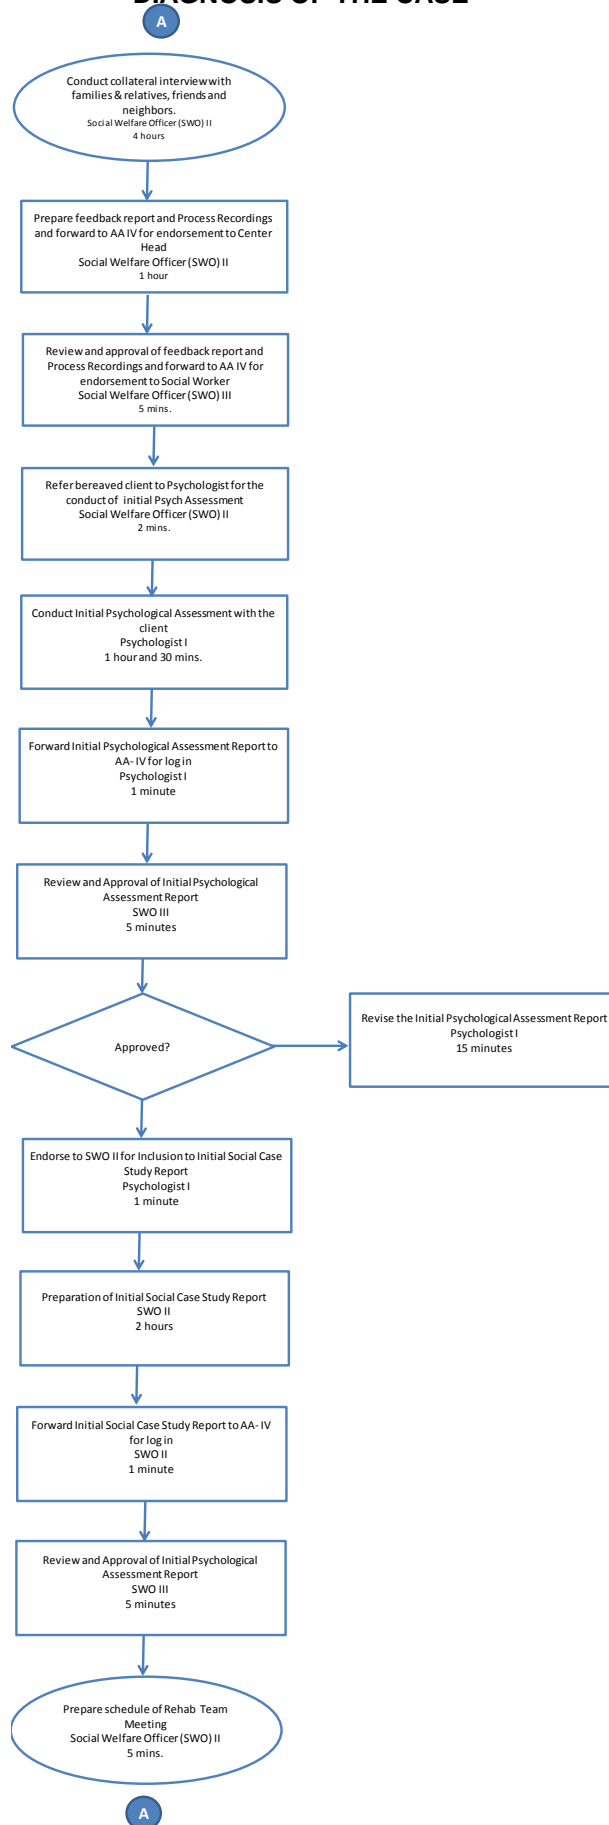 DIAGNOSIS OF THE CASE
A
Conduct collateral interview with
families & relatives, friends and
neighbors.
Social Welfare Officer (SWO) II
4 hours
Prepare feedback report and Process Recordings
and forward to AA IV for endorsement to Center
Head
Social Welfare Officer (SWO) II
1 hour
Review and approval of feedback report and
Process Recordings and forward to AA IV for
endorsement to Social Worker
Social Welfare Officer (SWO) III
5 mins.
Refer bereaved client to Psychologist for the
conduct of initial Psych Assessment
Social Welfare Officer (SWO) II
2 mins.
Conduct Initial Psychological Assessment with the
client
Psychologist I
1 hour and 30 mins.
Forward Initial Psychological Assessment Report to
AA- IV for log in
Psychologist I
1 minute
Review and Approval of Initial Psychological
Assessment Report
SWO III
5 minutes
Approved?
Revise the Initial Psychological Assessment Report
Psychologist I
15 minutes
Endorse to SWO II for Inclusion to Initial Social Case
Study Report
Psychologist I
1 minute
Preparation of Initial Social Case Study Report
SWO II
2 hours
Forward Initial Social Case Study Report to AA- IV
for log in
SWO II
1 minute
Review and Approval of Initial Psychological
Assessment Report
SWO III
5 minutes
Prepare schedule of Rehab Team
Meeting
Social Welfare Officer (SWO) II
5 mins.
A